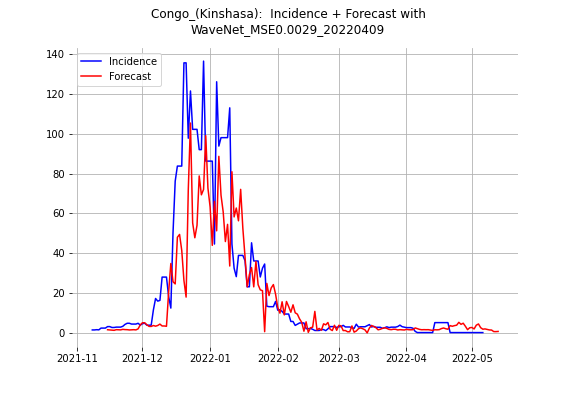 Congo_(Kinshasa):  Incidence + Forecast with
WaveNet_MSE0.0029_20220409
Incidence
Forecast
140
120
100
80
60
40
20
0
2021-11 2021-12 2022-01 2022-02 2022-03 2022-04 2022-05